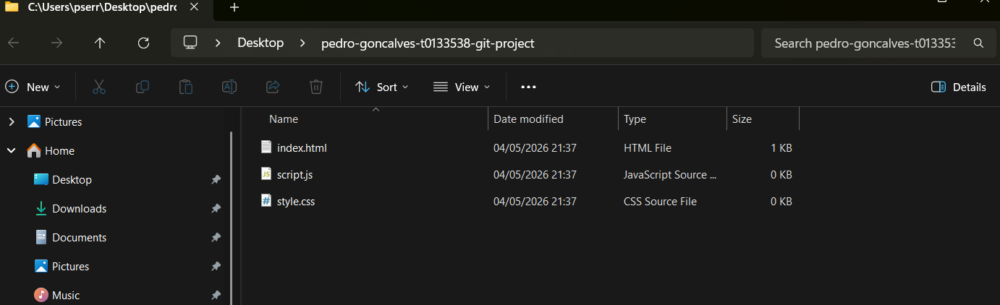 C:\Users\pserr\Desktop\pedro
Desktop > pedro-goncalves-t0133538-git-project
Search pedro-goncalves-t013353
New
Sort
View
Details
Pictures
Home
Desktop
Downloads
Documents
Pictures
Music
Name Date modified Type Size
index.html 04/05/2026 21:37 HTML File 1 KB
script.js 04/05/2026 21:37 JavaScript Source ... 0 KB
style.css 04/05/2026 21:37 CSS Source File 0 KB